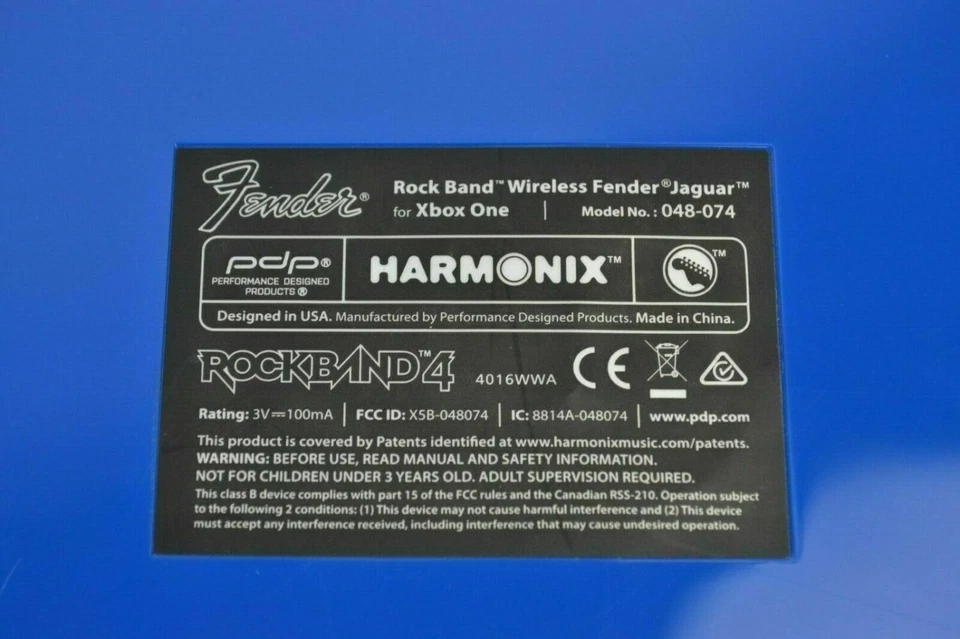 Fender®
Rock Band™ Wireless Fender® Jaguar™
for Xbox One | Model No.: 048-074
pdp®
PERFORMANCE DESIGNED
PRODUCTS ®
HARMONIX™
TM
Designed in USA. Manufactured by Performance Designed Products. Made in China.
ROCKBAND™4
4016WWA
CE
Rating: 3V⎓100mA | FCC ID: X5B-048074 | IC: 8814A-048074 | www.pdp.com
This product is covered by Patents identified at www.harmonixmusic.com/patents.
WARNING: BEFORE USE, READ MANUAL AND SAFETY INFORMATION.
NOT FOR CHILDREN UNDER 3 YEARS OLD. ADULT SUPERVISION REQUIRED.
This class B device complies with part 15 of the FCC rules and the Canadian RSS-210. Operation subject
to the following 2 conditions: (1) This device may not cause harmful interference and (2) This device
must accept any interference received, including interference that may cause undesired operation.